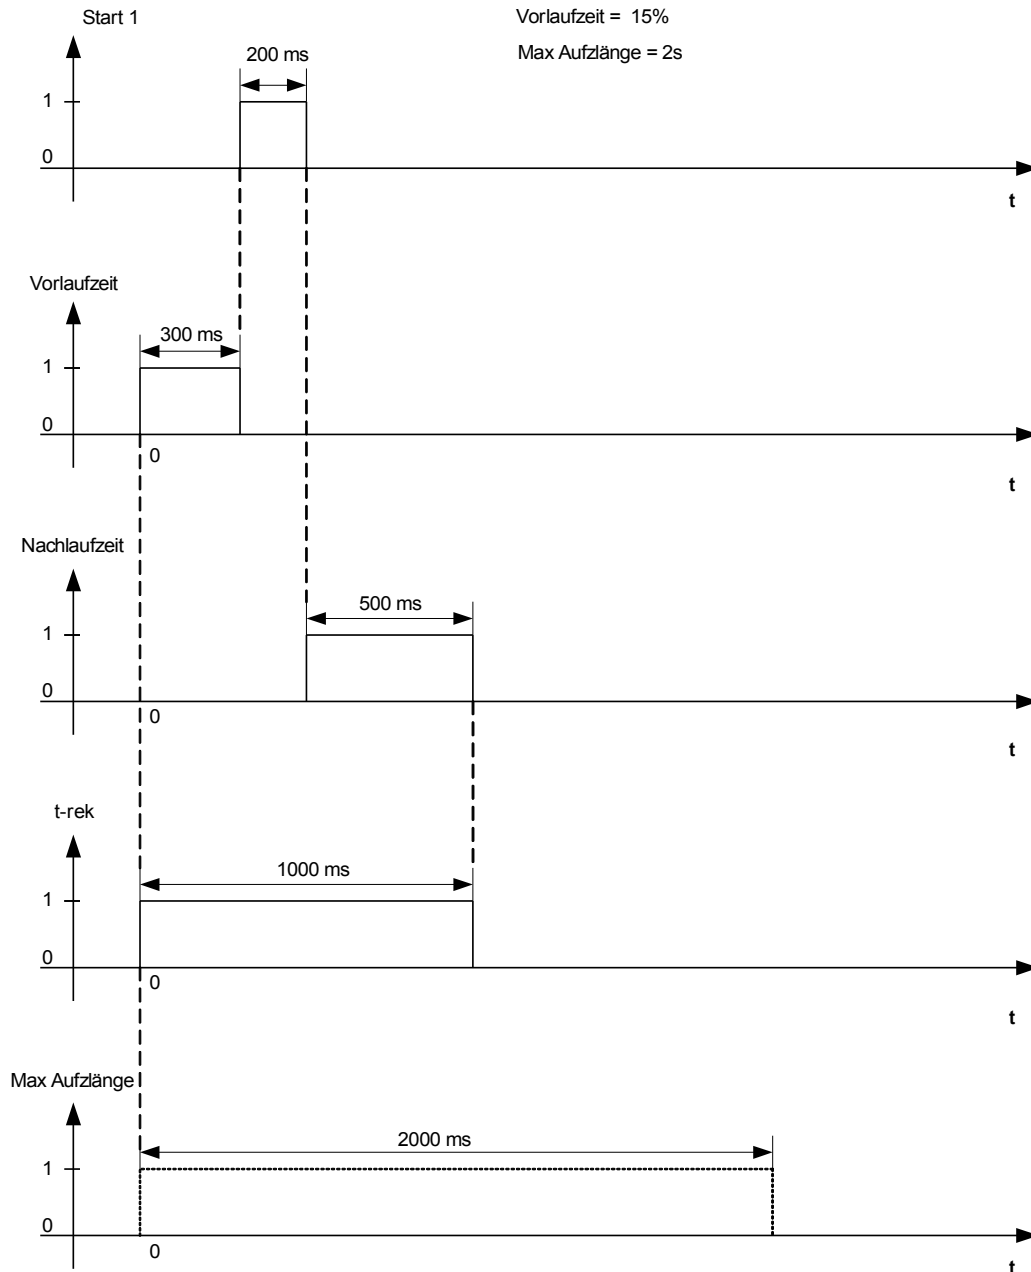 Start 1
Vorlaufzeit = 15%
Max Aufzlänge = 2s
200 ms
1
0
t
Vorlaufzeit
300 ms
1
0
0
t
Nachlaufzeit
500 ms
1
0
0
t
t-rek
1000 ms
1
0
0
t
Max Aufzlänge
2000 ms
1
0
0
t